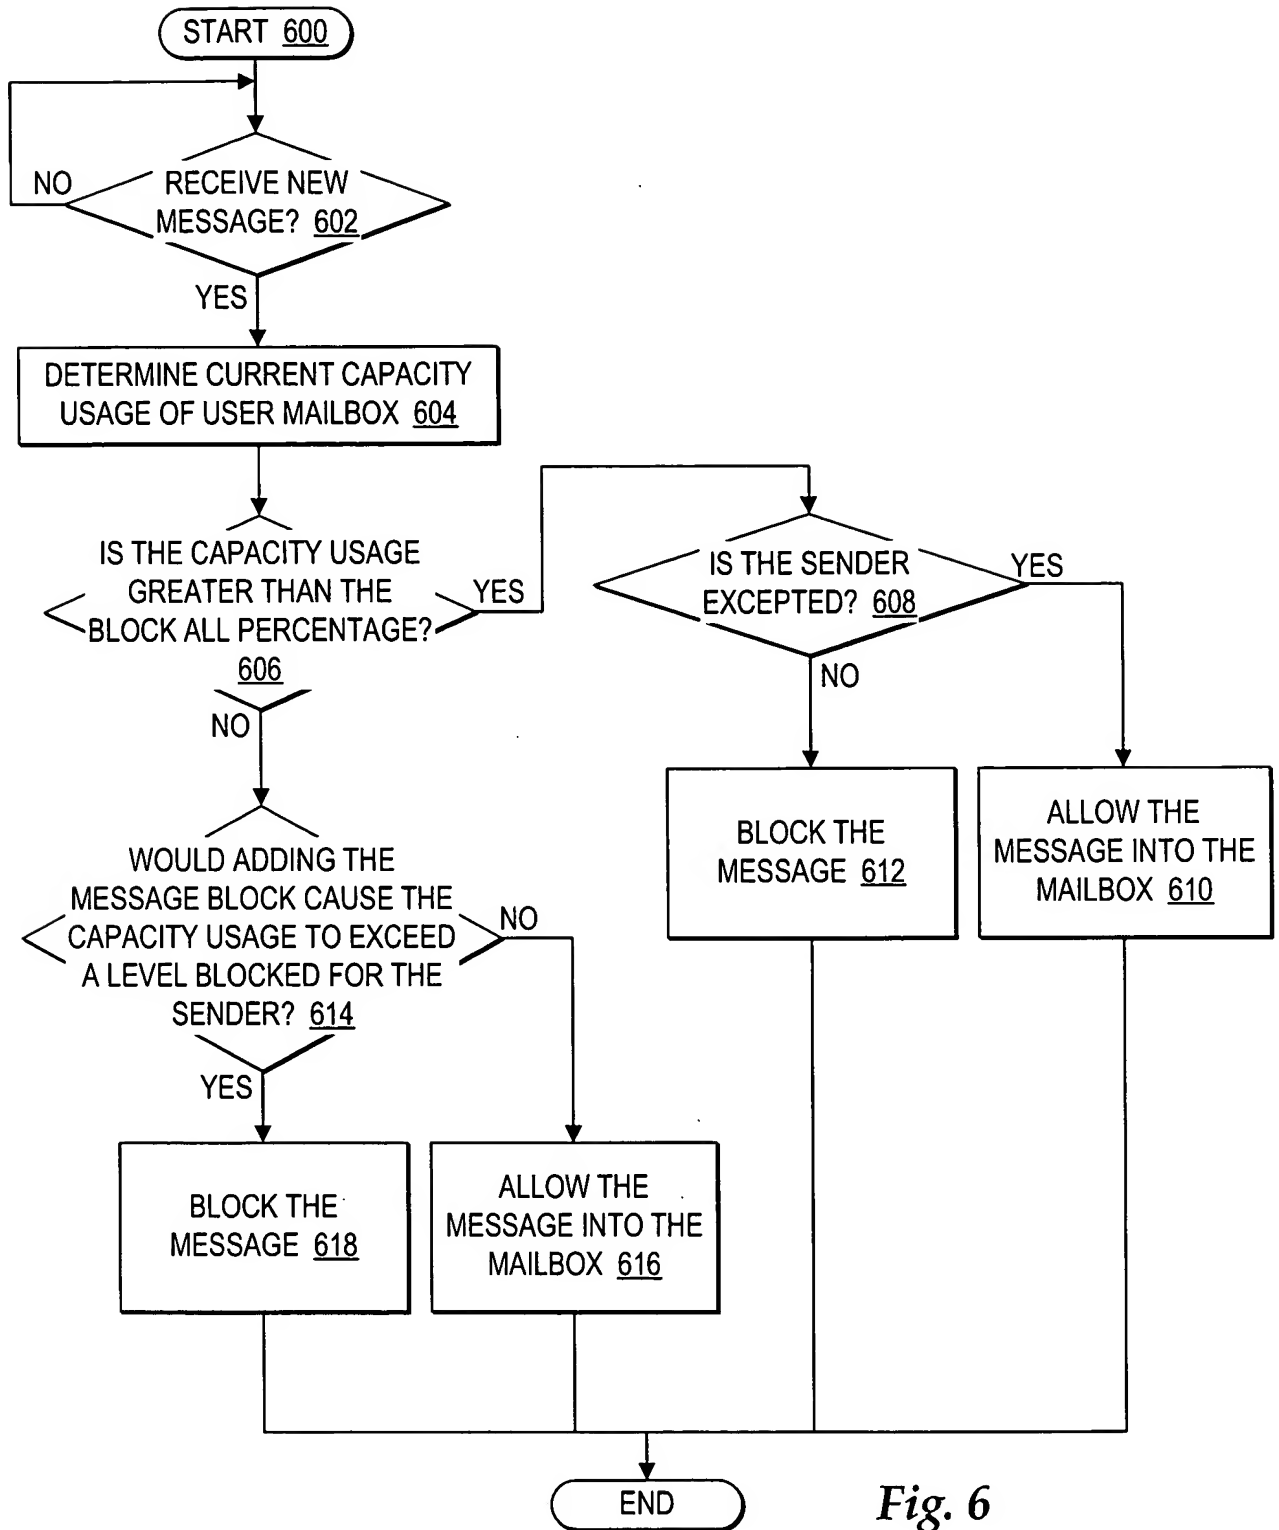 START 600
NO
RECEIVE NEW
MESSAGE? 602
YES
DETERMINE CURRENT CAPACITY
USAGE OF USER MAILBOX 604
IS THE CAPACITY USAGE
GREATER THAN THE
BLOCK ALL PERCENTAGE?
606
YES
NO
IS THE SENDER
EXCEPTED? 608
YES
NO
BLOCK THE
MESSAGE 612
ALLOW THE
MESSAGE INTO THE
MAILBOX 610
WOULD ADDING THE
MESSAGE BLOCK CAUSE THE
CAPACITY USAGE TO EXCEED
A LEVEL BLOCKED FOR THE
SENDER? 614
NO
YES
BLOCK THE
MESSAGE 618
ALLOW THE
MESSAGE INTO THE
MAILBOX 616
END
Fig. 6